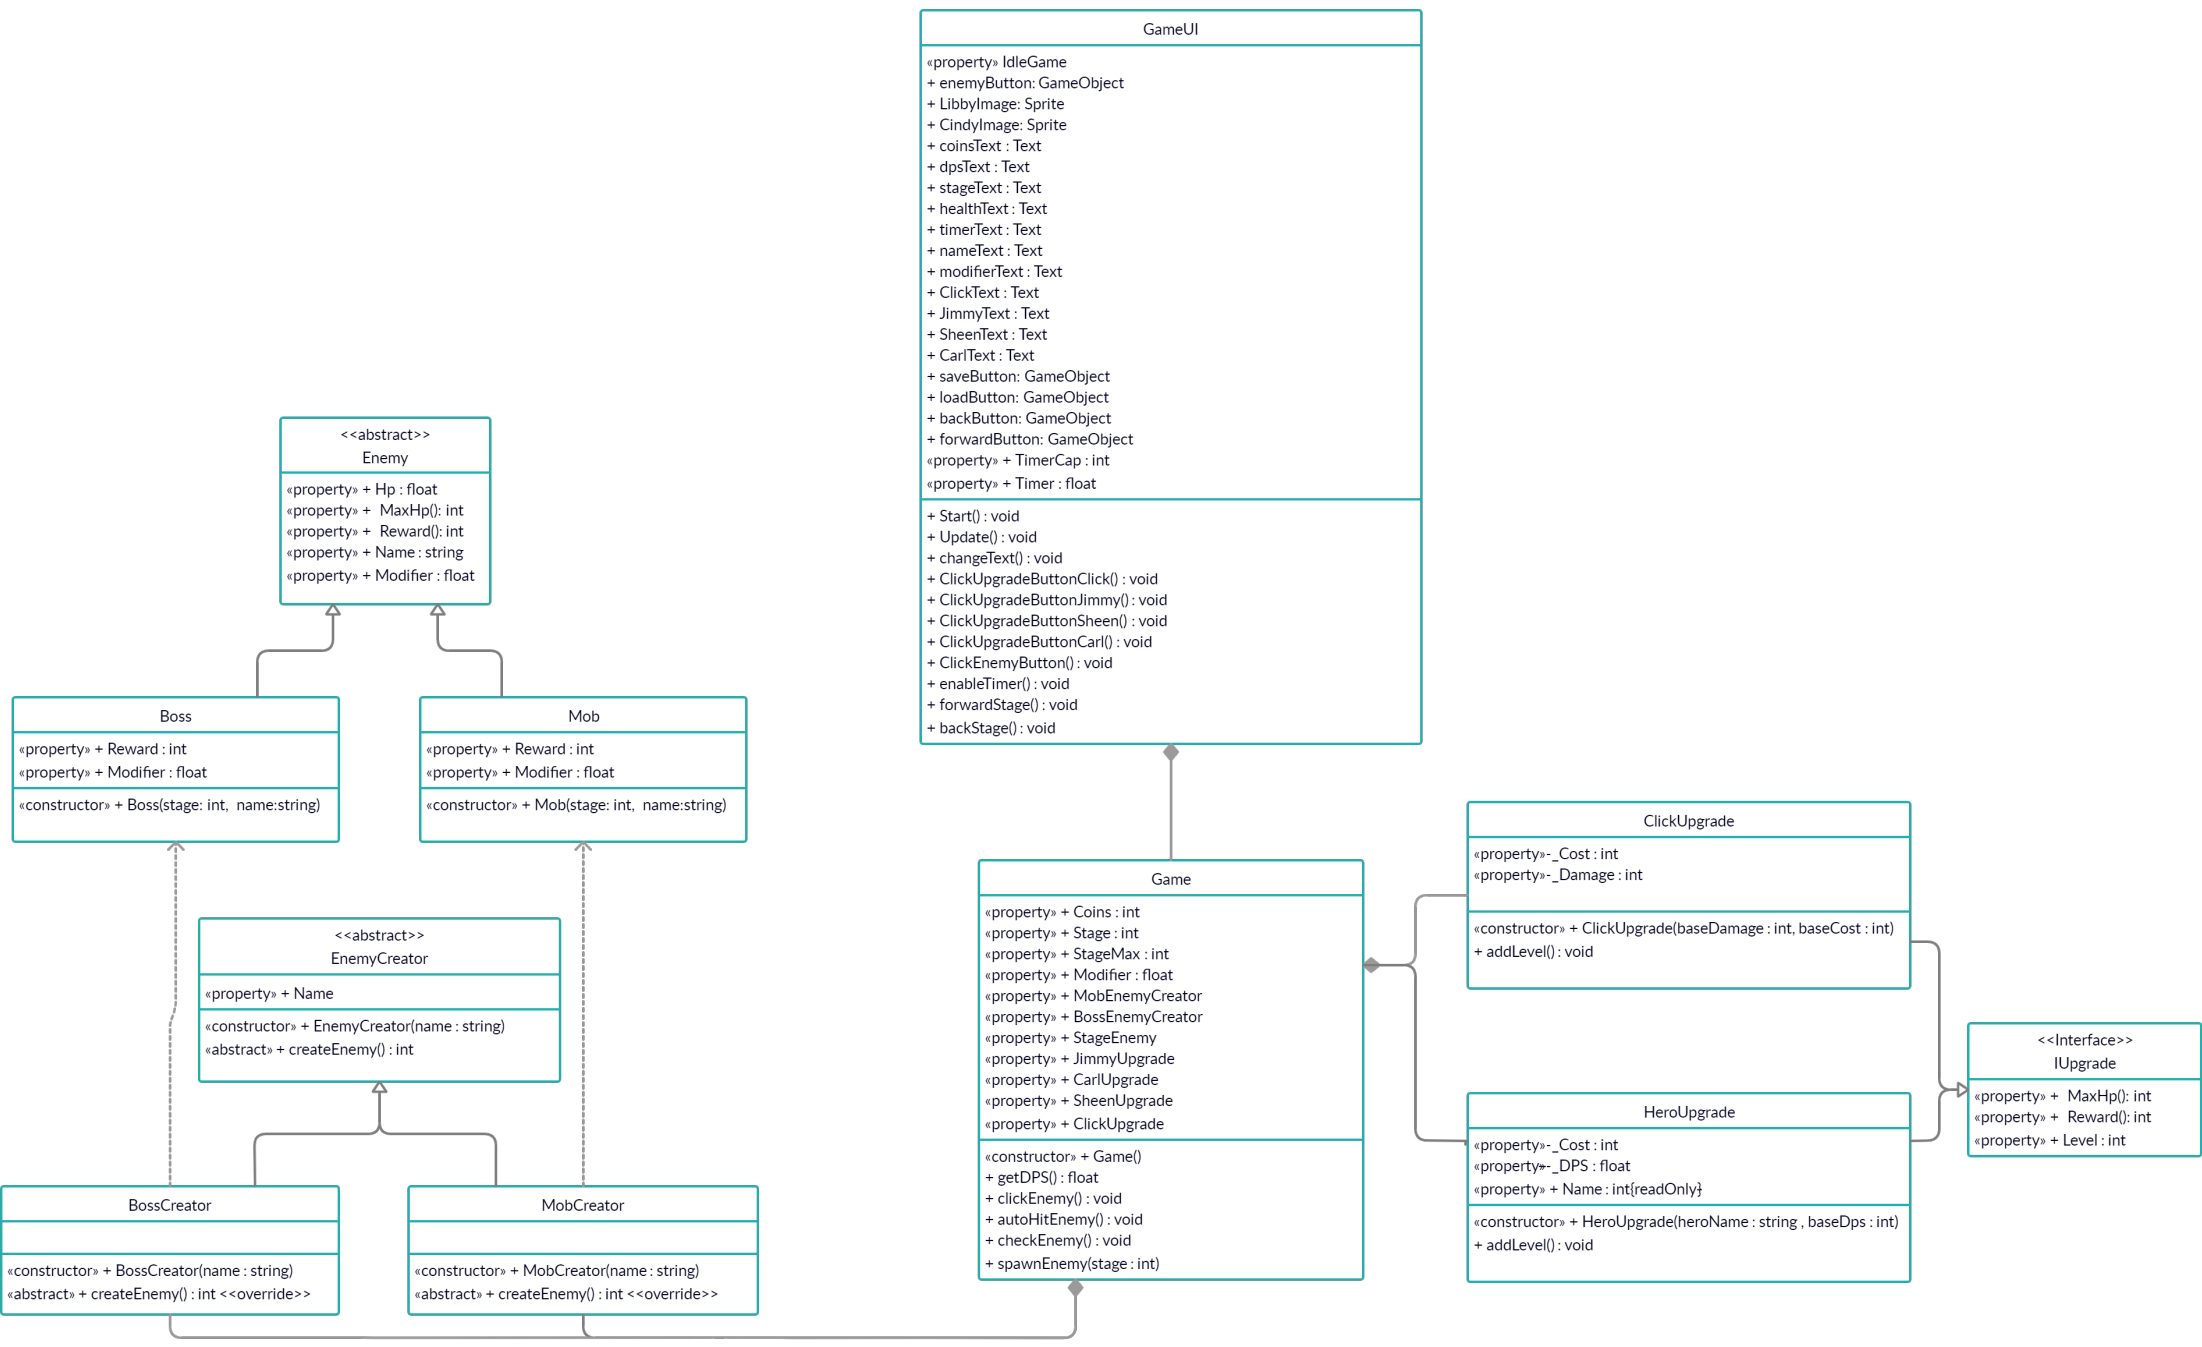 GameUI
«property» IdleGame
+ enemyButton: GameObject
+ LibbyImage: Sprite
+ CindyImage: Sprite
+ coinsText : Text
+ dpsText : Text
+ stageText : Text
+ healthText : Text
+ timerText : Text
+ nameText : Text
+ modifierText : Text
+ ClickText : Text
+ JimmyText : Text
+ SheenText : Text
+ CarlText : Text
+ saveButton: GameObject
+ loadButton: GameObject
+ backButton: GameObject
+ forwardButton: GameObject
«property» + TimerCap : int
«property» + Timer : float
+ Start() : void
+ Update() : void
+ changeText() : void
+ ClickUpgradeButtonClick() : void
+ ClickUpgradeButtonJimmy() : void
+ ClickUpgradeButtonSheen() : void
+ ClickUpgradeButtonCarl() : void
+ ClickEnemyButton() : void
+ enableTimer() : void
+ forwardStage() : void
+ backStage() : void
<<abstract>>
Enemy
«property» + Hp : float
«property» +  MaxHp(): int
«property» +  Reward(): int
«property» + Name : string
«property» + Modifier : float
Boss
«property» + Reward : int
«property» + Modifier : float
«constructor» + Boss(stage: int,  name:string)
Mob
«property» + Reward : int
«property» + Modifier : float
«constructor» + Mob(stage: int,  name:string)
<<abstract>>
EnemyCreator
«property» + Name
«constructor» + EnemyCreator(name : string)
«abstract» + createEnemy() : int
BossCreator
«constructor» + BossCreator(name : string)
«abstract» + createEnemy() : int <<override>>
MobCreator
«constructor» + MobCreator(name : string)
«abstract» + createEnemy() : int <<override>>
Game
«property» + Coins : int
«property» + Stage : int
«property» + StageMax : int
«property» + Modifier : float
«property» + MobEnemyCreator
«property» + BossEnemyCreator
«property» + StageEnemy
«property» + JimmyUpgrade
«property» + CarlUpgrade
«property» + SheenUpgrade
«property» + ClickUpgrade
«constructor» + Game()
+ getDPS() : float
+ clickEnemy() : void
+ autoHitEnemy() : void
+ checkEnemy() : void
+ spawnEnemy(stage : int)
ClickUpgrade
«property»-_Cost : int
«property»-_Damage : int
«constructor» + ClickUpgrade(baseDamage : int, baseCost : int)
+ addLevel() : void
HeroUpgrade
«property»-_Cost : int
«property»-_DPS : float
«property» + Name : int{readOnly}
«constructor» + HeroUpgrade(heroName : string , baseDps : int)
+ addLevel() : void
<<Interface>>
IUpgrade
«property» +  MaxHp(): int
«property» +  Reward(): int
«property» + Level : int